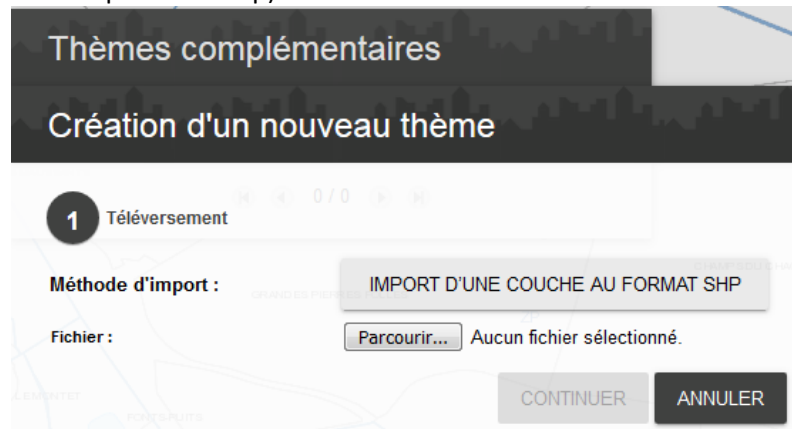 Thèmes complémentaires
Création d'un nouveau thème
0 / 0
1 Téléversement
Méthode d'import : IMPORT D'UNE COUCHE AU FORMAT SHP
Fichier : Parcourir... Aucun fichier sélectionné.
CONTINUER ANNULER